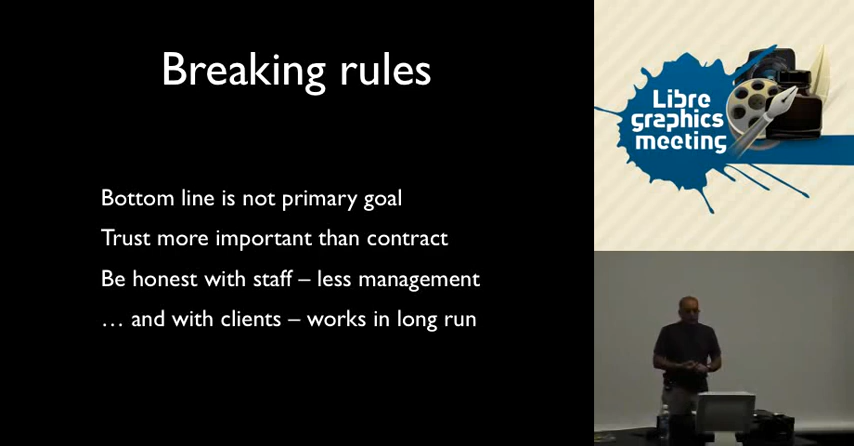 Breaking rules
Bottom line is not primary goal
Trust more important than contract
Be honest with staff – less management
… and with clients – works in long run
Libre
graphics
meeting